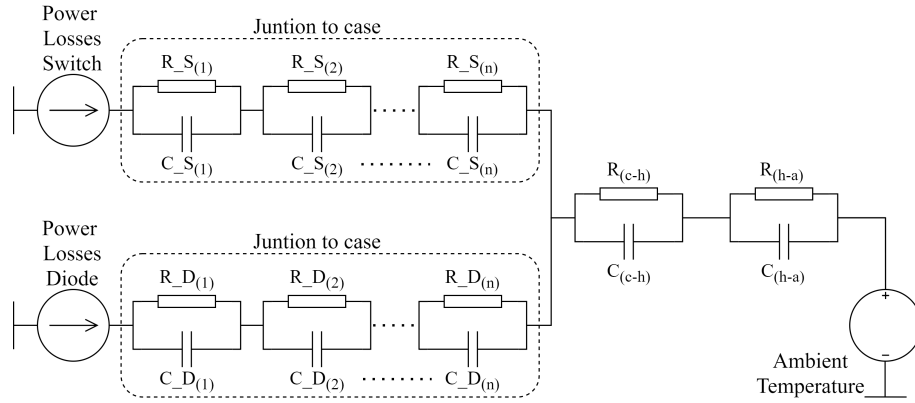 Power
Losses
Switch
Juntion to case
R_S(1)
R_S(2)
R_S(n)
C_S(1)
C_S(2)
C_S(n)
R(c-h)
R(h-a)
C(c-h)
C(h-a)
Power
Losses
Diode
Juntion to case
R_D(1)
R_D(2)
R_D(n)
C_D(1)
C_D(2)
C_D(n)
+
−
Ambient
Temperature